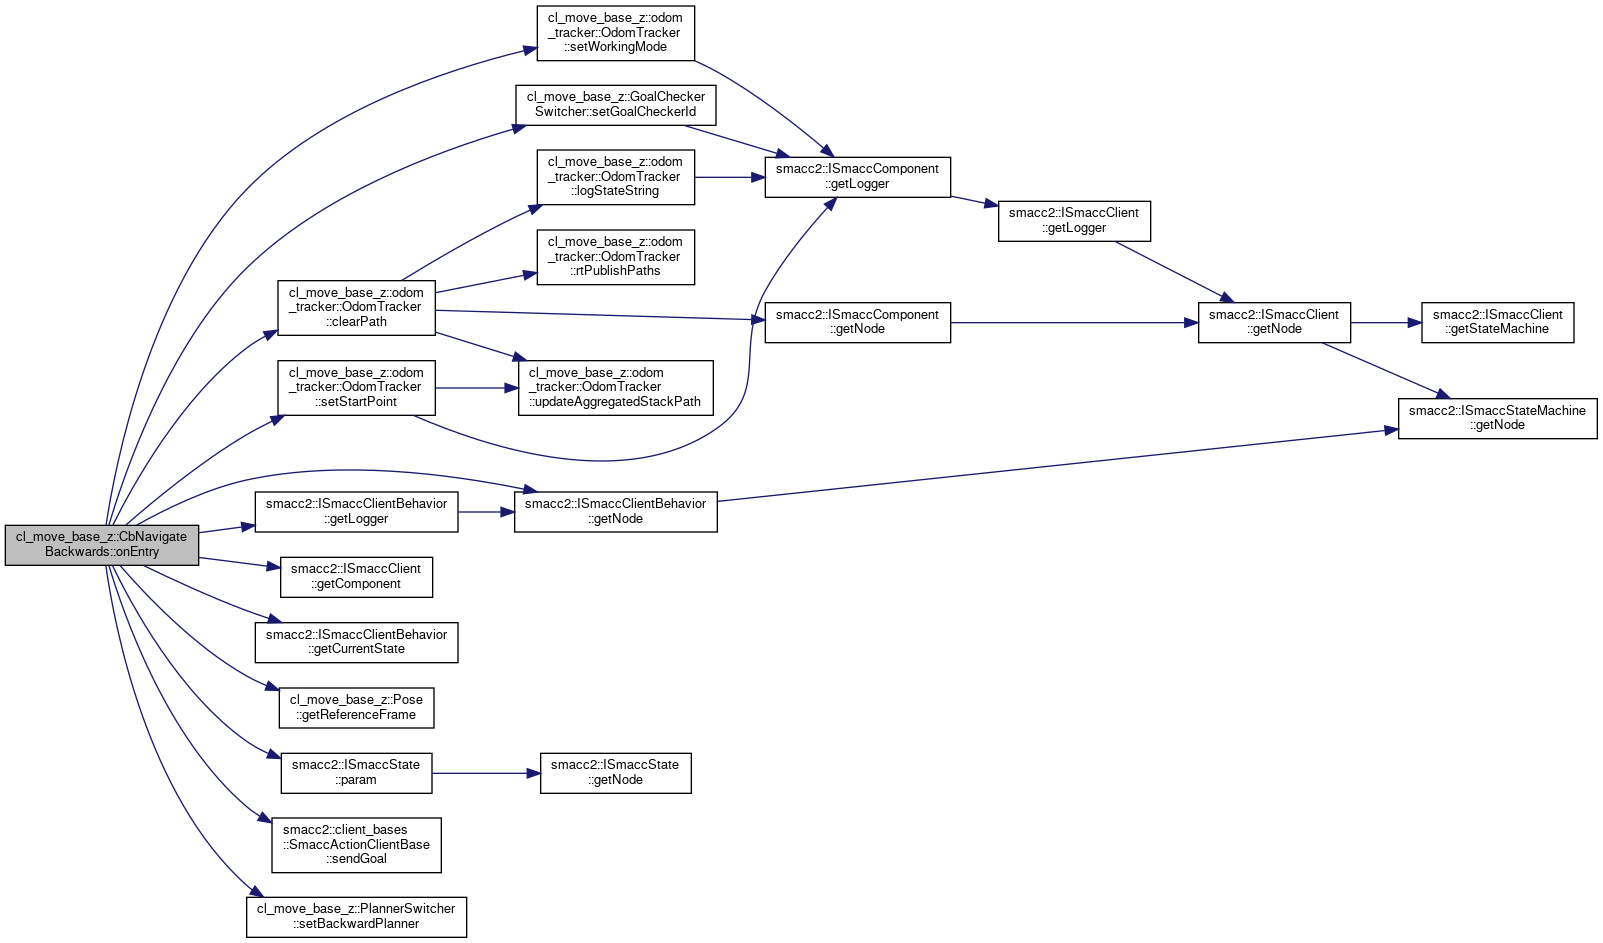 cl_move_base_z::odom
_tracker::OdomTracker
::setWorkingMode
cl_move_base_z::GoalChecker
Switcher::setGoalCheckerId
cl_move_base_z::odom
_tracker::OdomTracker
::logStateString
smacc2::ISmaccComponent
::getLogger
smacc2::ISmaccClient
::getLogger
cl_move_base_z::odom
_tracker::OdomTracker
::rtPublishPaths
cl_move_base_z::odom
_tracker::OdomTracker
::clearPath
smacc2::ISmaccComponent
::getNode
smacc2::ISmaccClient
::getNode
smacc2::ISmaccClient
::getStateMachine
cl_move_base_z::odom
_tracker::OdomTracker
::setStartPoint
cl_move_base_z::odom
_tracker::OdomTracker
::updateAggregatedStackPath
smacc2::ISmaccStateMachine
::getNode
smacc2::ISmaccClientBehavior
::getLogger
smacc2::ISmaccClientBehavior
::getNode
cl_move_base_z::CbNavigate
Backwards::onEntry
smacc2::ISmaccClient
::getComponent
smacc2::ISmaccClientBehavior
::getCurrentState
cl_move_base_z::Pose
::getReferenceFrame
smacc2::ISmaccState
::param
smacc2::ISmaccState
::getNode
smacc2::client_bases
::SmaccActionClientBase
::sendGoal
cl_move_base_z::PlannerSwitcher
::setBackwardPlanner